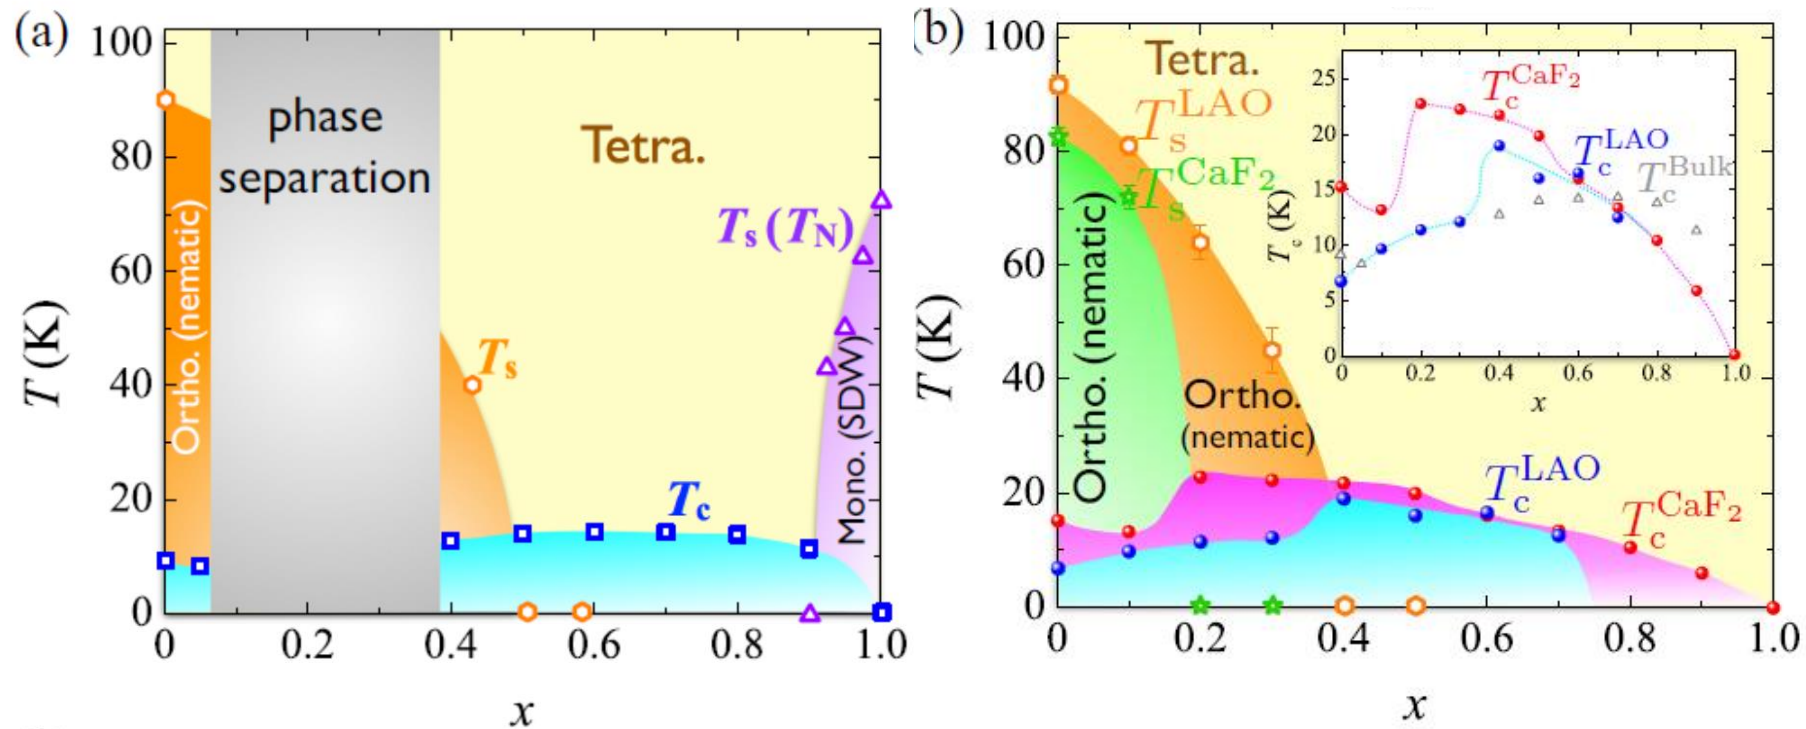 (a)
100
80
60
40
20
0
T (K)
0
0.2
0.4
0.6
0.8
1.0
x
phase
separation
Ortho. (nematic)
Tetra.
Ts
Tc
Ts (TN)
Mono. (SDW)
(b)
100
80
60
40
20
0
T (K)
0
0.2
0.4
0.6
0.8
1.0
x
Tetra.
TsLAO
TsCaF2
Ortho. (nematic)
Ortho.
(nematic)
TcLAO
TcCaF2
25
20
15
10
5
0
Tc (K)
0
0.2
0.4
0.6
0.8
1.0
x
TcCaF2
TcLAO
TcBulk